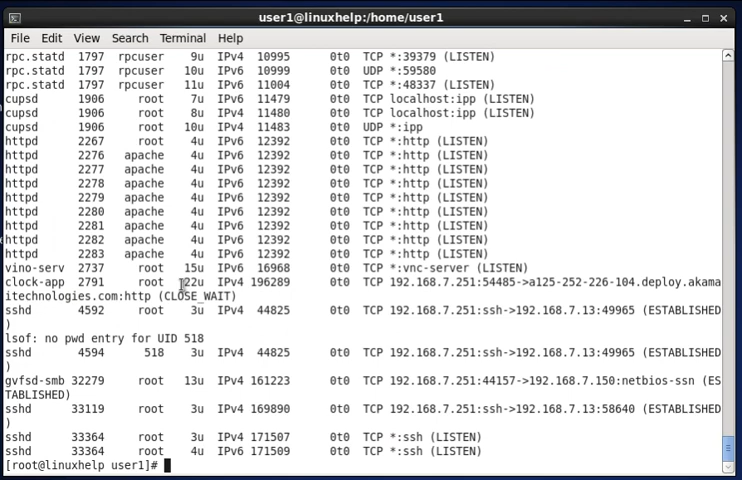 user1@linuxhelp:/home/user1
File Edit View Search Terminal Help
rpc.statd 1797 rpcuser 9u IPv4 10995 0t0 TCP *:39379 (LISTEN)
rpc.statd 1797 rpcuser 10u IPv6 10999 0t0 UDP *:59580
rpc.statd 1797 rpcuser 11u IPv6 11004 0t0 TCP *:48337 (LISTEN)
cupsd 1906 root 7u IPv6 11479 0t0 TCP localhost:ipp (LISTEN)
cupsd 1906 root 8u IPv4 11480 0t0 TCP localhost:ipp (LISTEN)
cupsd 1906 root 10u IPv4 11483 0t0 UDP *:ipp
httpd 2267 root 4u IPv6 12392 0t0 TCP *:http (LISTEN)
httpd 2276 apache 4u IPv6 12392 0t0 TCP *:http (LISTEN)
httpd 2277 apache 4u IPv6 12392 0t0 TCP *:http (LISTEN)
httpd 2278 apache 4u IPv6 12392 0t0 TCP *:http (LISTEN)
httpd 2279 apache 4u IPv6 12392 0t0 TCP *:http (LISTEN)
httpd 2280 apache 4u IPv6 12392 0t0 TCP *:http (LISTEN)
httpd 2281 apache 4u IPv6 12392 0t0 TCP *:http (LISTEN)
httpd 2282 apache 4u IPv6 12392 0t0 TCP *:http (LISTEN)
httpd 2283 apache 4u IPv6 12392 0t0 TCP *:http (LISTEN)
vino-serv 2737 root 15u IPv6 16968 0t0 TCP *:vnc-server (LISTEN)
clock-app 2791 root 22u IPv4 196289 0t0 TCP 192.168.7.251:54485->a125-252-226-104.deploy.akama
itechnologies.com:http (CLOSE_WAIT)
sshd 4592 root 3u IPv4 44825 0t0 TCP 192.168.7.251:ssh->192.168.7.13:49965 (ESTABLISHED
)
lsof: no pwd entry for UID 518
sshd 4594 518 3u IPv4 44825 0t0 TCP 192.168.7.251:ssh->192.168.7.13:49965 (ESTABLISHED
)
gvfsd-smb 32279 root 13u IPv4 161223 0t0 TCP 192.168.7.251:44157->192.168.7.150:netbios-ssn (ES
TABLISHED)
sshd 33119 root 3u IPv4 169890 0t0 TCP 192.168.7.251:ssh->192.168.7.13:58640 (ESTABLISHED
)
sshd 33364 root 3u IPv4 171507 0t0 TCP *:ssh (LISTEN)
sshd 33364 root 4u IPv6 171509 0t0 TCP *:ssh (LISTEN)
[root@linuxhelp user1]#